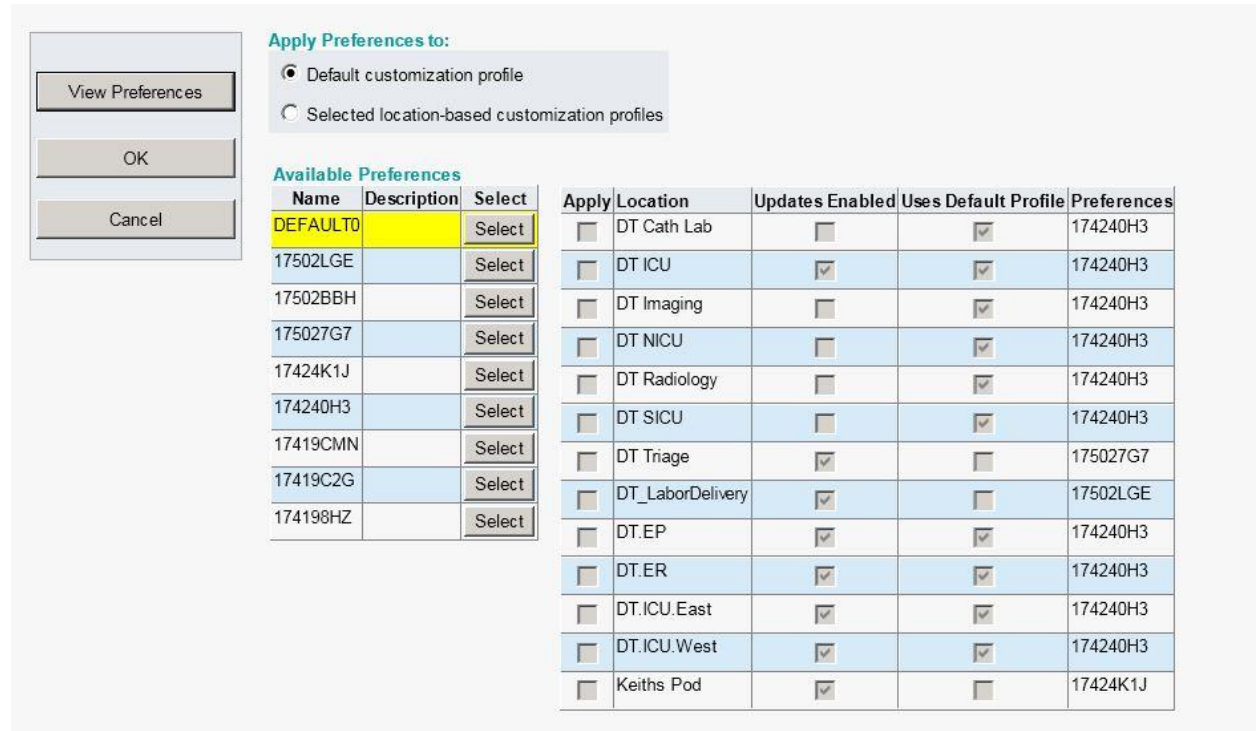 View Preferences
OK
Cancel
Apply Preferences to:
Default customization profile
Selected location-based customization profiles
Available Preferences
Name Description Select
DEFAULT0 Select
17502LGE Select
17502BBH Select
175027G7 Select
17424K1J Select
174240H3 Select
17419CMN Select
17419C2G Select
174198HZ Select
Apply Location Updates Enabled Uses Default Profile Preferences
DT Cath Lab 174240H3
DT ICU 174240H3
DT Imaging 174240H3
DT NICU 174240H3
DT Radiology 174240H3
DT SICU 174240H3
DT Triage 175027G7
DT_LaborDelivery 17502LGE
DT.EP 174240H3
DT.ER 174240H3
DT.ICU.East 174240H3
DT.ICU.West 174240H3
Keiths Pod 17424K1J